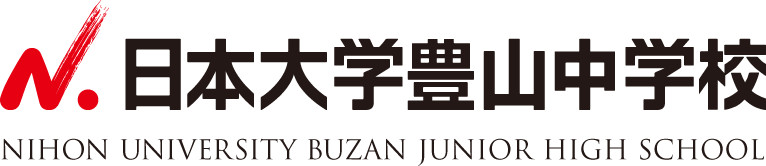 N. 日本大学豊山中学校
NIHON UNIVERSITY BUZAN JUNIOR HIGH SCHOOL